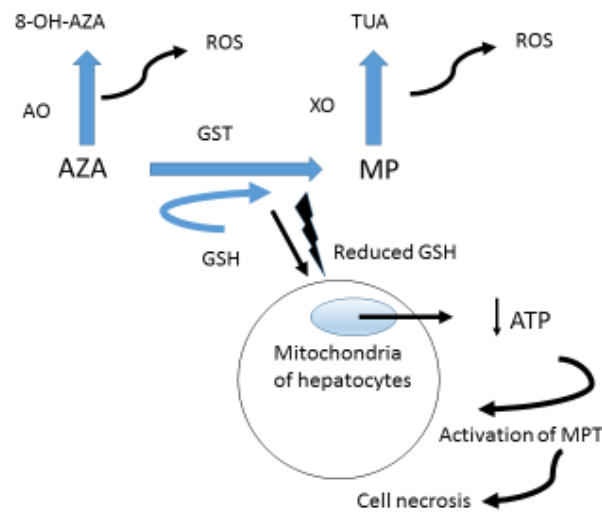 8-OH-AZA
ROS
TUA
ROS
AO
XO
GST
AZA
MP
GSH
Reduced GSH
ATP
Mitochondria
of hepatocytes
Activation of MPT
Cell necrosis